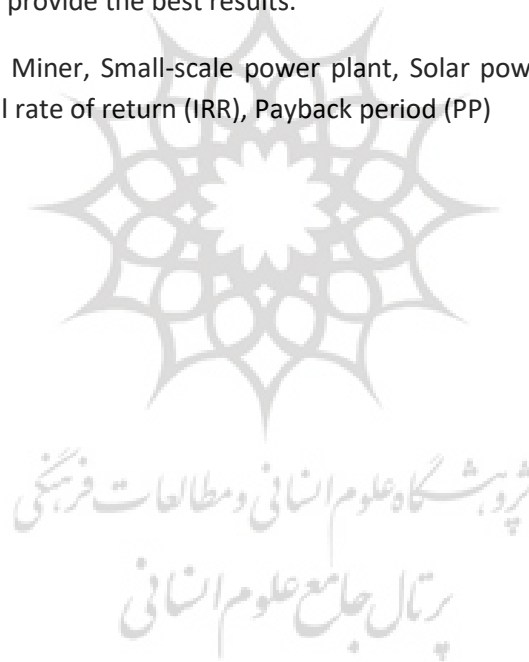 provide the best results.
Miner, Small-scale power plant, Solar pow
l rate of return (IRR), Payback period (PP)
پژوهشگاه علوم انسانی و مطالعات فرهنگی
پرتال جامع علوم انسانی